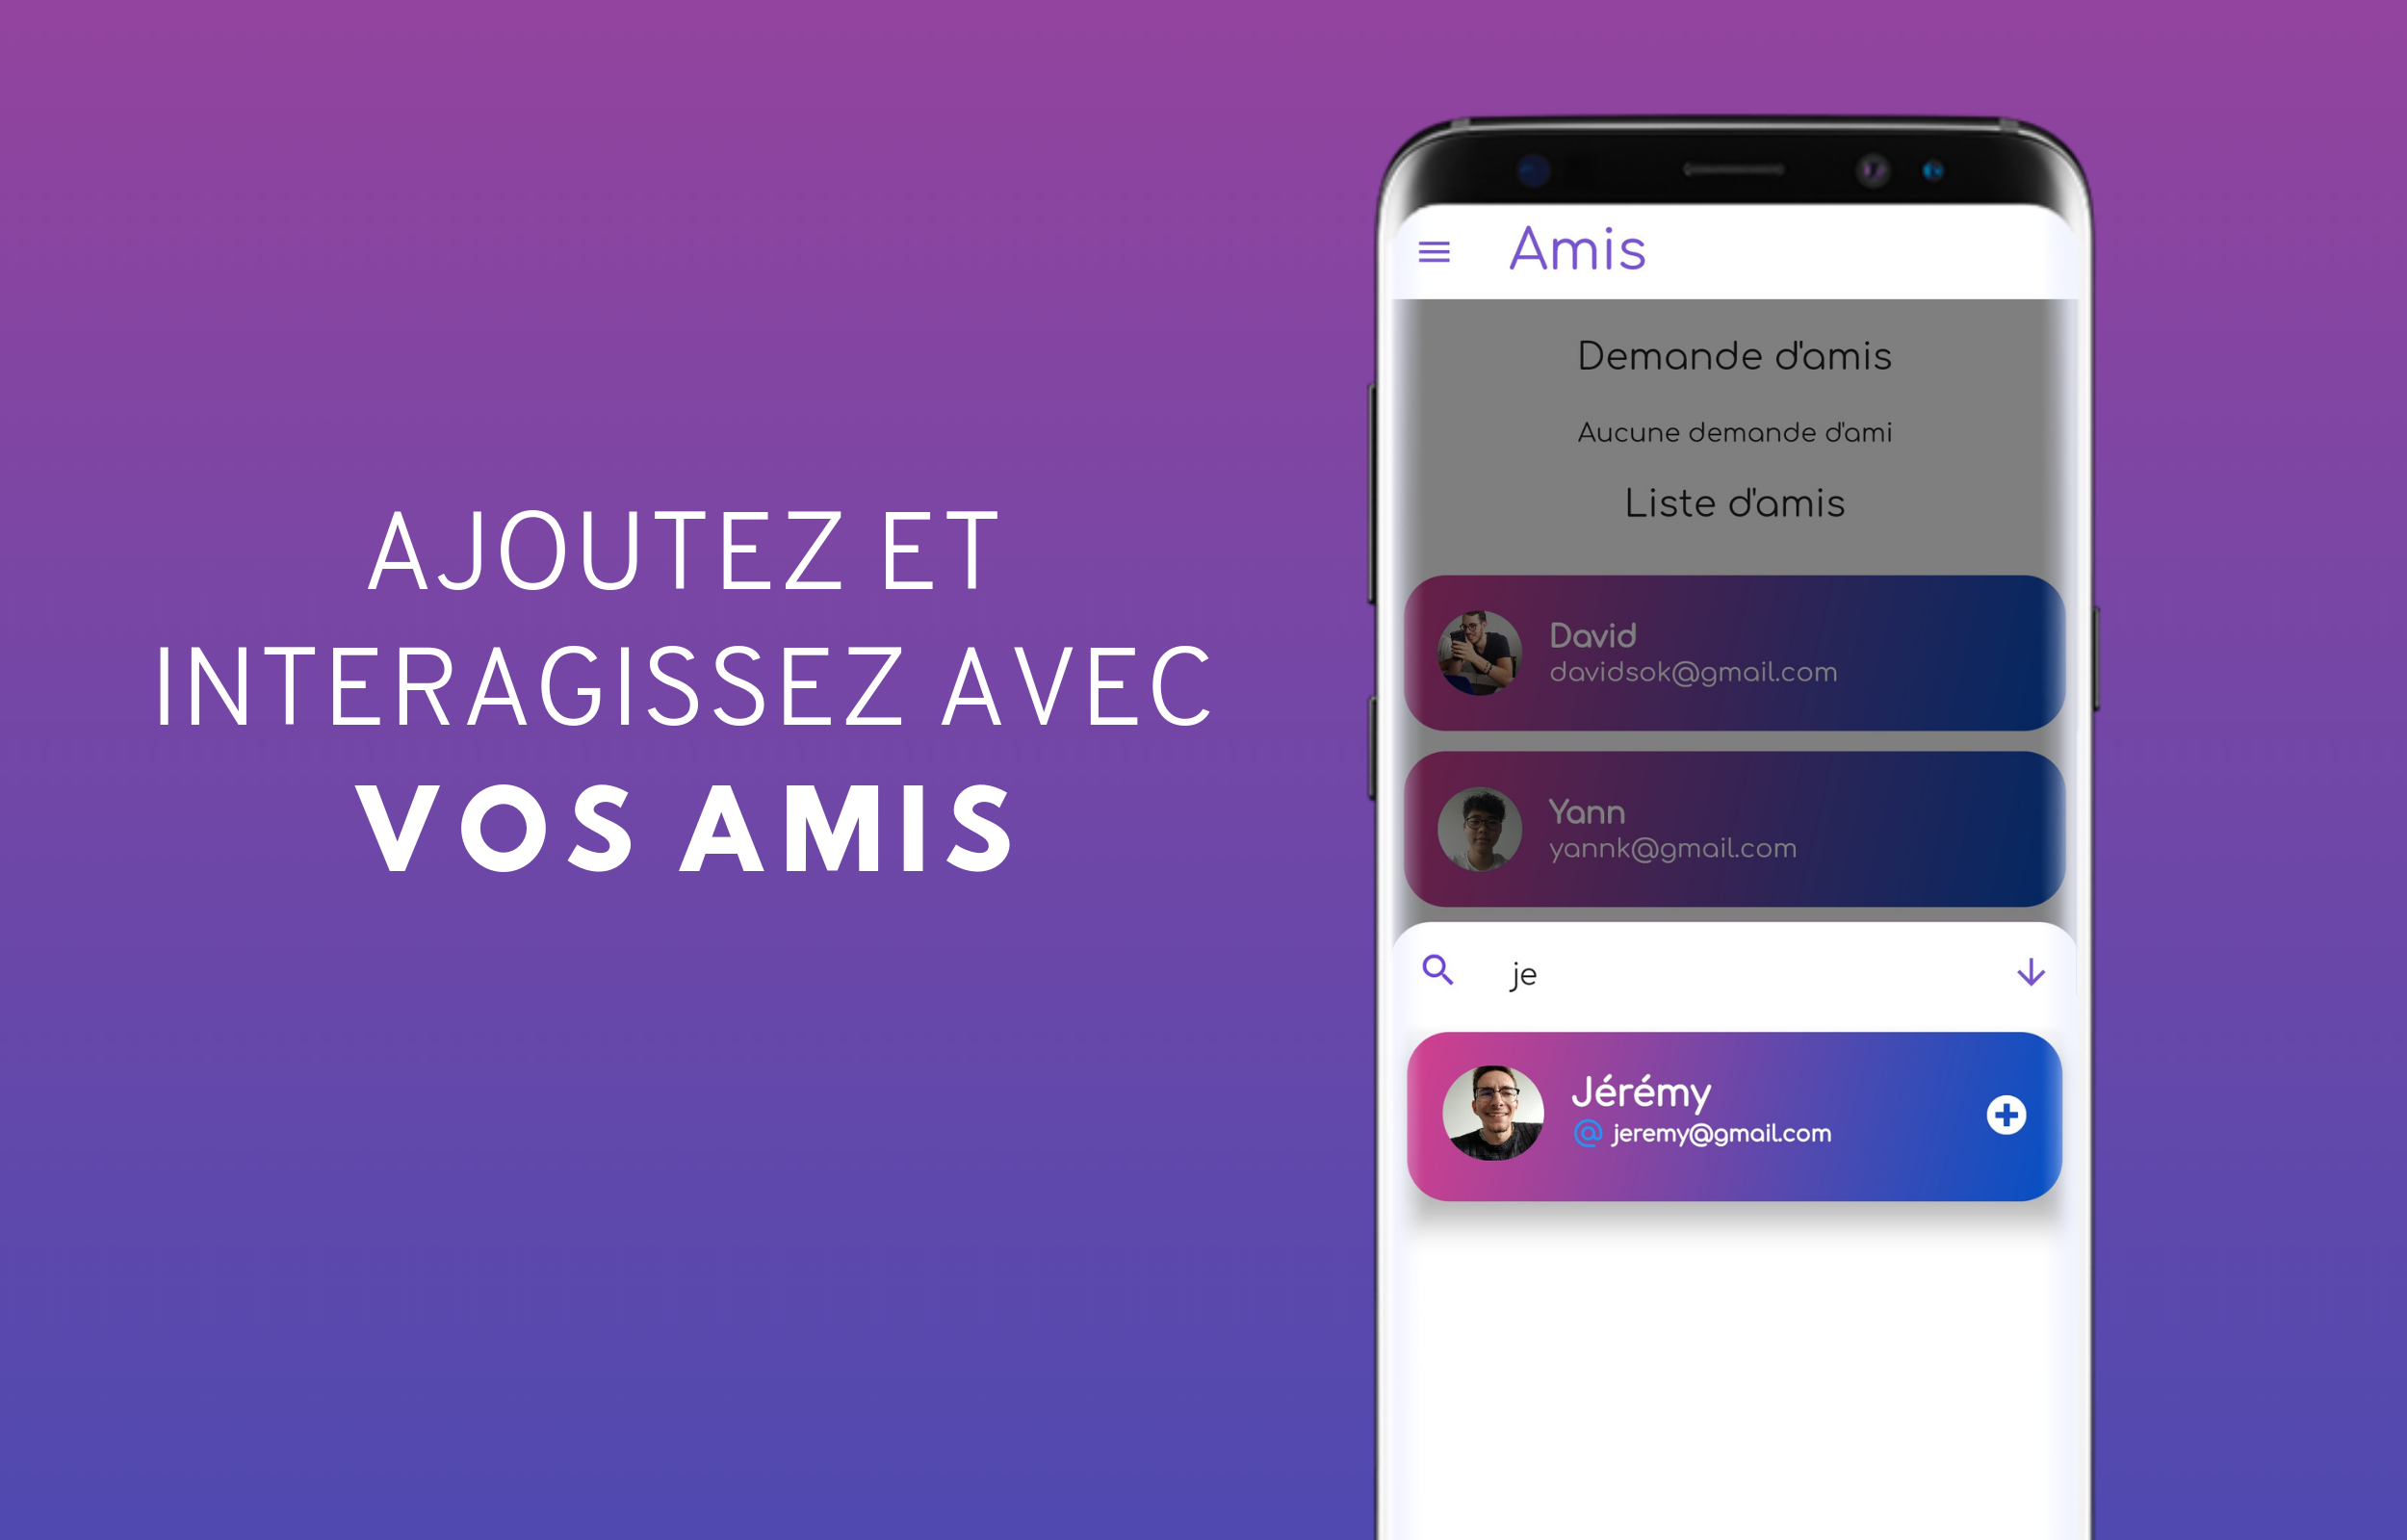 AJOUTEZ ET
INTERAGISSEZ AVEC
VOS AMIS
Amis
Demande d'amis
Aucune demande d'ami
Liste d'amis
David
davidsok@gmail.com
Yann
yannk@gmail.com
je
Jérémy
@ jeremy@gmail.com